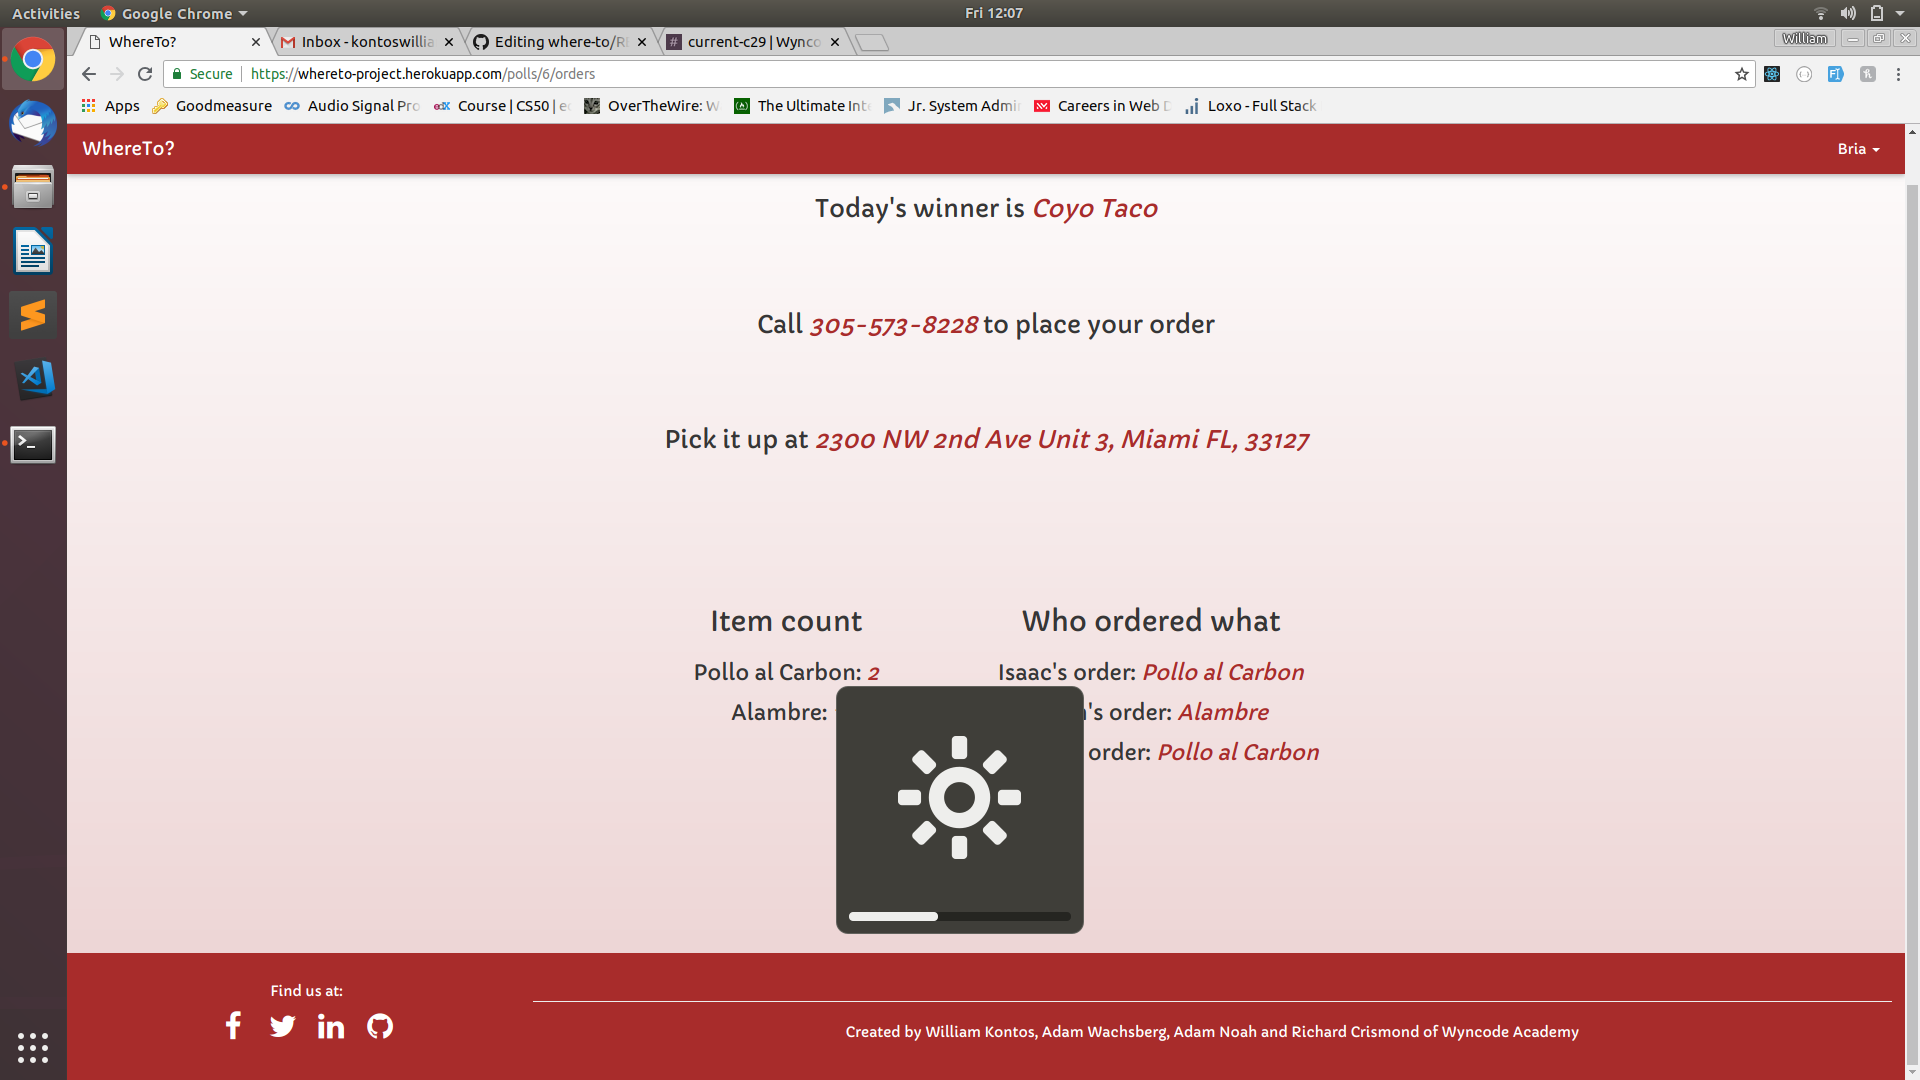 Activities Google Chrome Fri 12:07
WhereTo? Inbox - kontoswillia Editing where-to/R current-c29 | Wynco William
Secure https://whereto-project.herokuapp.com/polls/6/orders
Apps Goodmeasure Audio Signal Pro Course | CS50 | e OverTheWire: W The Ultimate Int Jr. System Admi Careers in Web D Loxo - Full Stack
WhereTo? Bria
Today's winner is Coyo Taco
Call 305-573-8228 to place your order
Pick it up at 2300 NW 2nd Ave Unit 3, Miami FL, 33127
Item count Who ordered what
Pollo al Carbon: 2 Isaac's order: Pollo al Carbon
Alambre: 's order: Alambre
order: Pollo al Carbon
Find us at:
Created by William Kontos, Adam Wachsberg, Adam Noah and Richard Crismond of Wyncode Academy